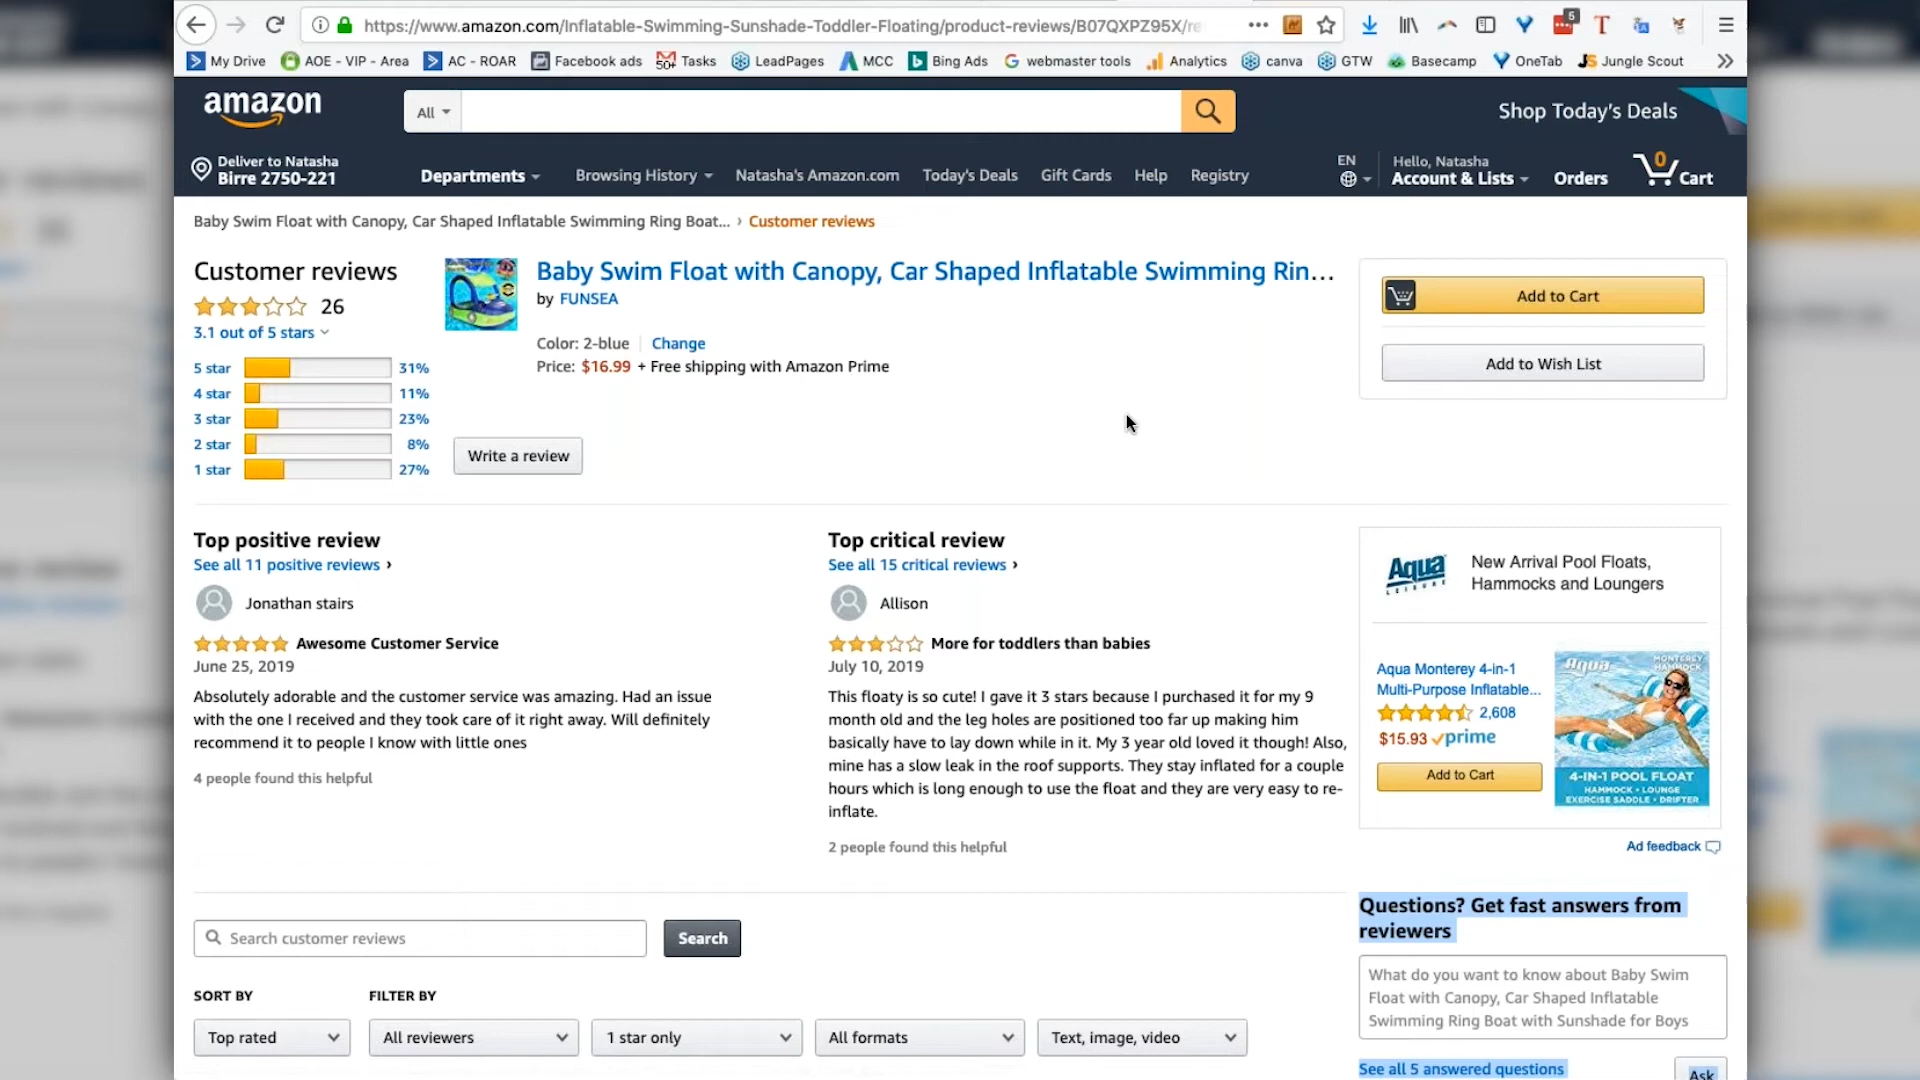 https://www.amazon.com/Inflatable-Swimming-Sunshade-Toddler-Floating/product-reviews/B07QXPZ95X/re
5
My Drive
AOE - VIP - Area
AC - ROAR
Facebook ads
50+ Tasks
LeadPages
MCC
Bing Ads
webmaster tools
Analytics
canva
GTW
Basecamp
OneTab
Jungle Scout
amazon
All
Shop Today's Deals
Deliver to Natasha
Birre 2750-221
Departments
Browsing History
Natasha's Amazon.com
Today's Deals
Gift Cards
Help
Registry
EN
Hello, Natasha
Account & Lists
Orders
0
Cart
Baby Swim Float with Canopy, Car Shaped Inflatable Swimming Ring Boat... › Customer reviews
Customer reviews
26
3.1 out of 5 stars
5 star 31%
4 star 11%
3 star 23%
2 star 8%
1 star 27%
Baby Swim Float with Canopy, Car Shaped Inflatable Swimming Rin...
by FUNSEA
Color: 2-blue Change
Price: $16.99 + Free shipping with Amazon Prime
Write a review
Add to Cart
Add to Wish List
Top positive review
See all 11 positive reviews ›
Jonathan stairs
Awesome Customer Service
June 25, 2019
Absolutely adorable and the customer service was amazing. Had an issue
with the one I received and they took care of it right away. Will definitely
recommend it to people I know with little ones
4 people found this helpful
Top critical review
See all 15 critical reviews ›
Allison
More for toddlers than babies
July 10, 2019
This floaty is so cute! I gave it 3 stars because I purchased it for my 9
month old and the leg holes are positioned too far up making him
basically have to lay down while in it. My 3 year old loved it though! Also,
mine has a slow leak in the roof supports. They stay inflated for a couple
hours which is long enough to use the float and they are very easy to re-
inflate.
2 people found this helpful
Aqua
LEISURE
New Arrival Pool Floats,
Hammocks and Loungers
Aqua Monterey 4-in-1
Multi-Purpose Inflatable...
2,608
$15.93 prime
Add to Cart
Aqua
MONTEREY
HAMMOCK
4-IN-1 POOL FLOAT
HAMMOCK • LOUNGE
EXERCISE SADDLE • DRIFTER
Ad feedback
Search customer reviews
Search
SORT BY
FILTER BY
Top rated
All reviewers
1 star only
All formats
Text, image, video
Questions? Get fast answers from
reviewers
What do you want to know about Baby Swim
Float with Canopy, Car Shaped Inflatable
Swimming Ring Boat with Sunshade for Boys
See all 5 answered questions
Ask